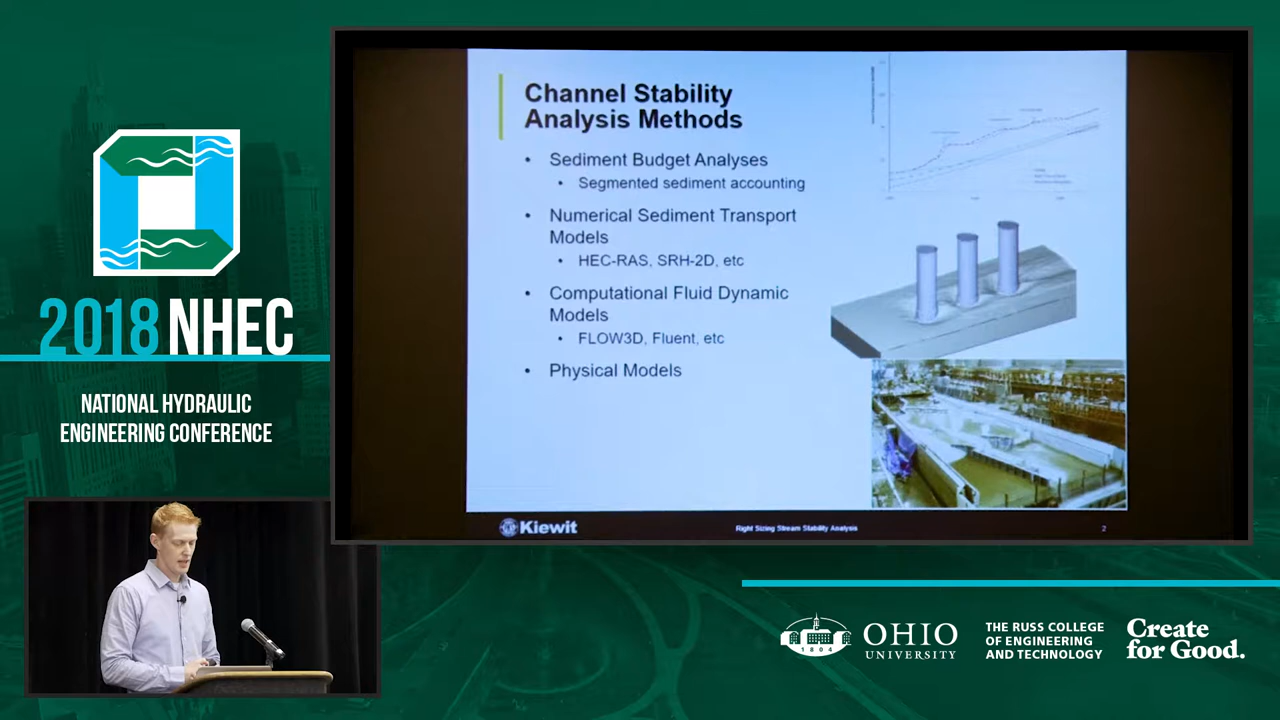 2018 NHEC
NATIONAL HYDRAULIC
ENGINEERING CONFERENCE
Channel Stability
Analysis Methods
• Sediment Budget Analyses
• Segmented sediment accounting
• Numerical Sediment Transport
Models
• HEC-RAS, SRH-2D, etc
• Computational Fluid Dynamic
Models
• FLOW3D, Fluent, etc
• Physical Models
Kiewit
Right Sizing Stream Stability Analysis
2
1804
OHIO
UNIVERSITY
THE RUSS COLLEGE
OF ENGINEERING
AND TECHNOLOGY
Create
for Good.